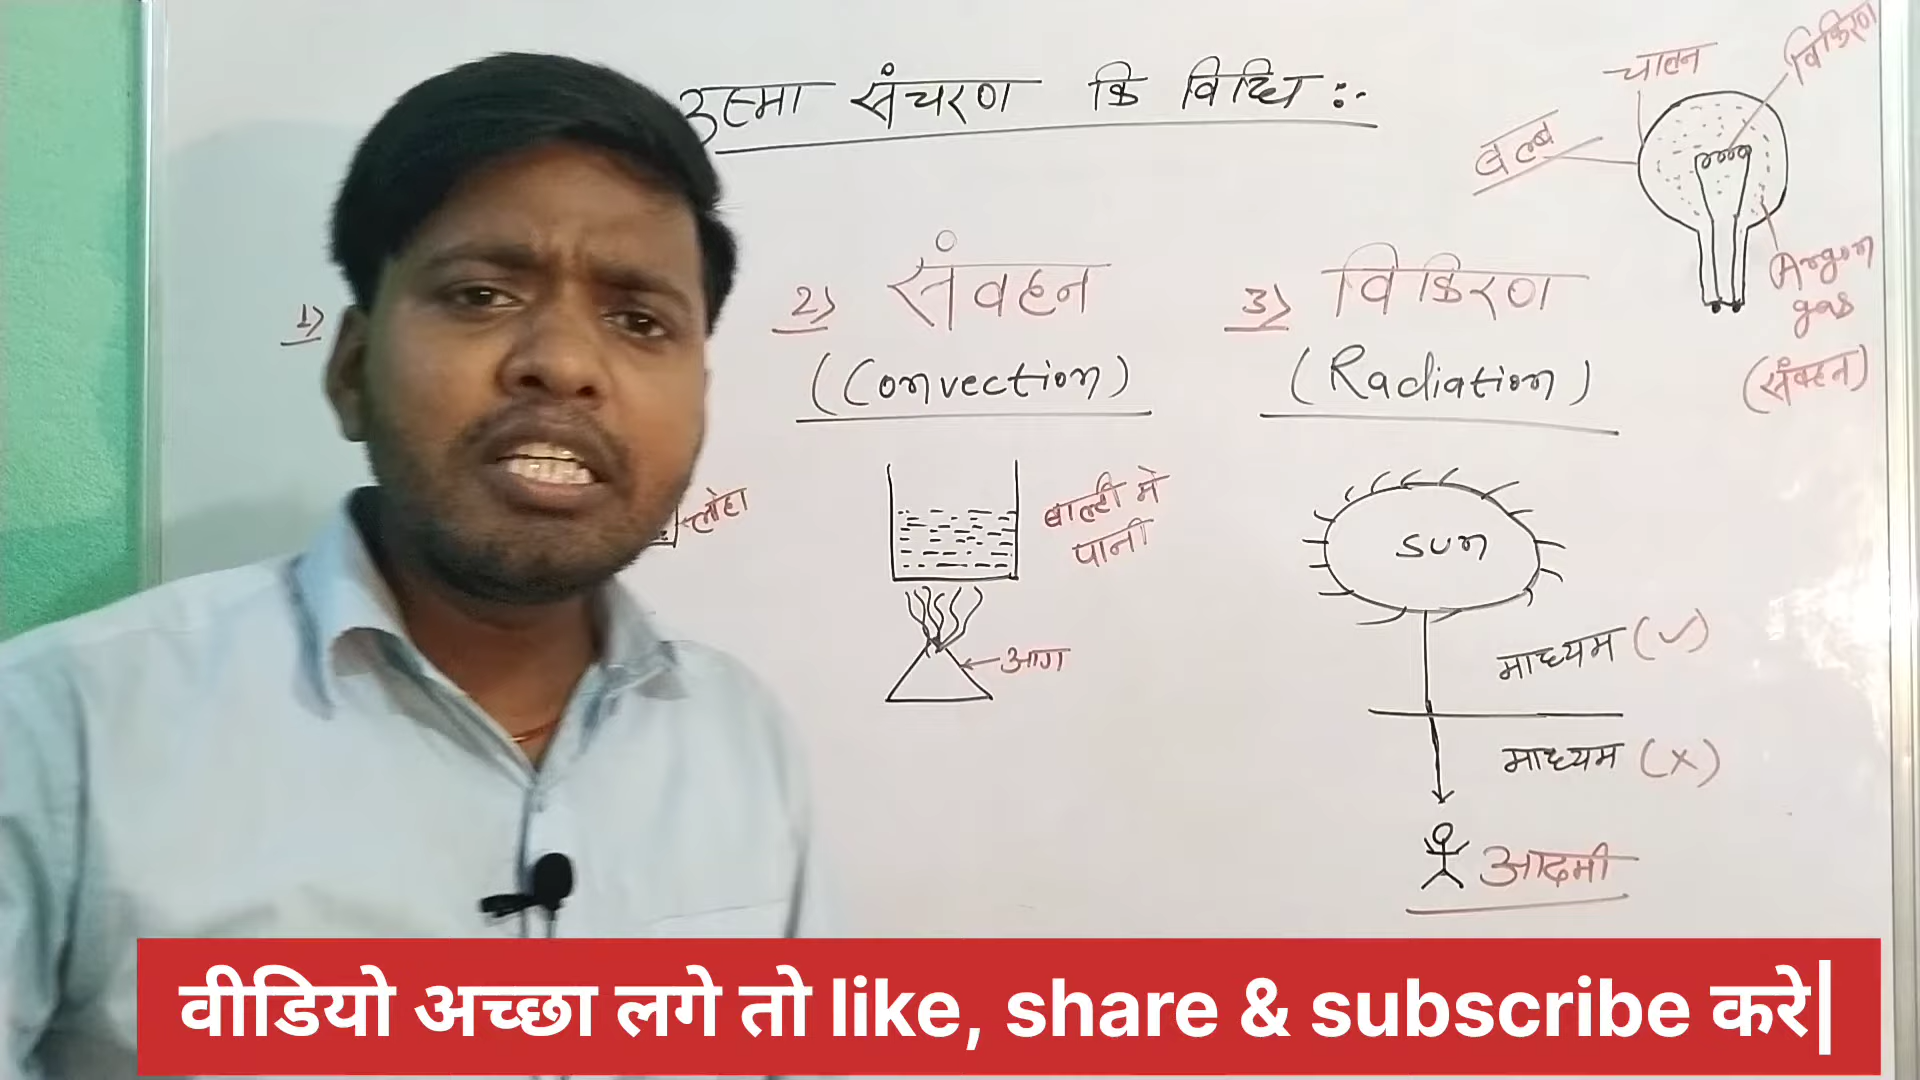 उस्मा संचरण कि विधि :-
चालन
विकिरण
बल्ब
Argon
gas
(संवहन)
1)
2) संवहन
(Convection)
3) विकिरण
(Radiation)
लोहा
बाल्टी मे
पानी
आग
SUN
माध्यम (✓)
माध्यम (×)
आदमी
वीडियो अच्छा लगे तो like, share & subscribe करे|